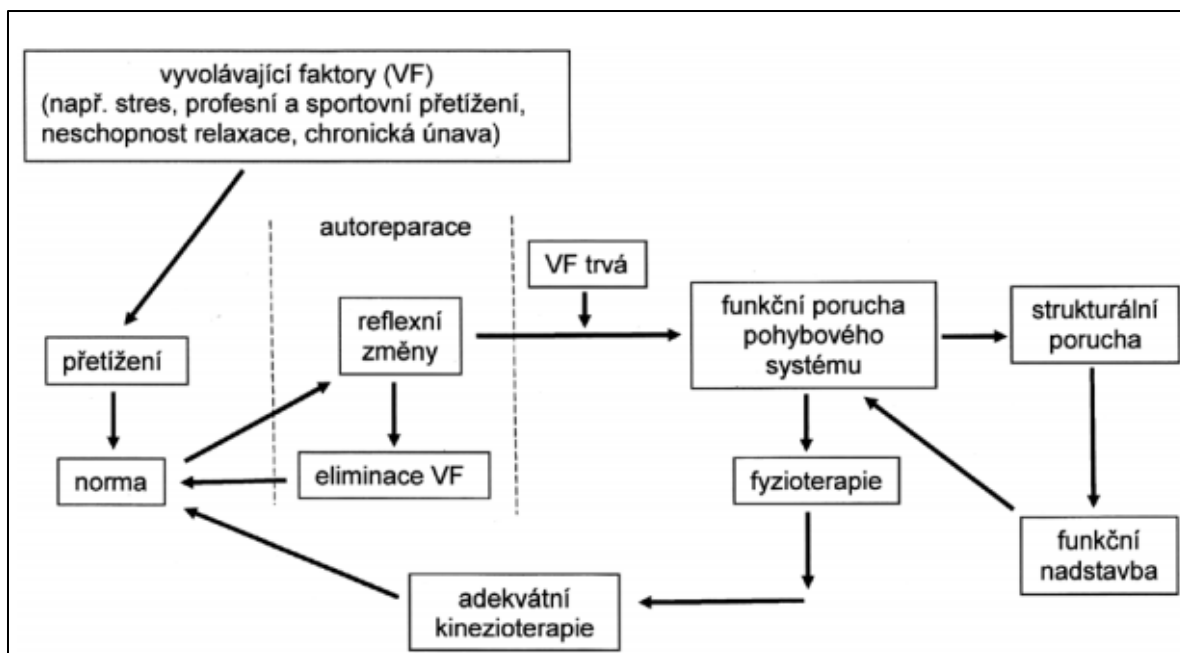 vyvolávající faktory (VF)
(např. stres, profesní a sportovní přetížení,
neschopnost relaxace, chronická únava)
autoreparace
VF trvá
přetížení
reflexní
změny
funkční porucha
pohybového
systému
strukturální
porucha
norma
eliminace VF
fyzioterapie
funkční
nadstavba
adekvátní
kinezioterapie